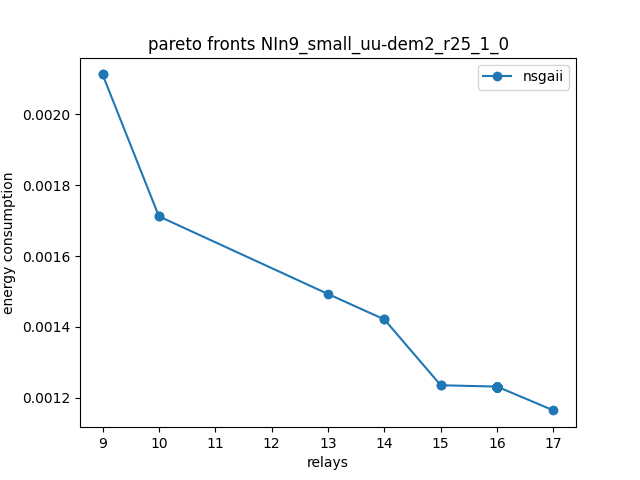 pareto fronts NIn9_small_uu-dem2_r25_1_0
nsgaii
0.0020
0.0018
0.0016
0.0014
0.0012
energy consumption
9 10 11 12 13 14 15 16 17
relays